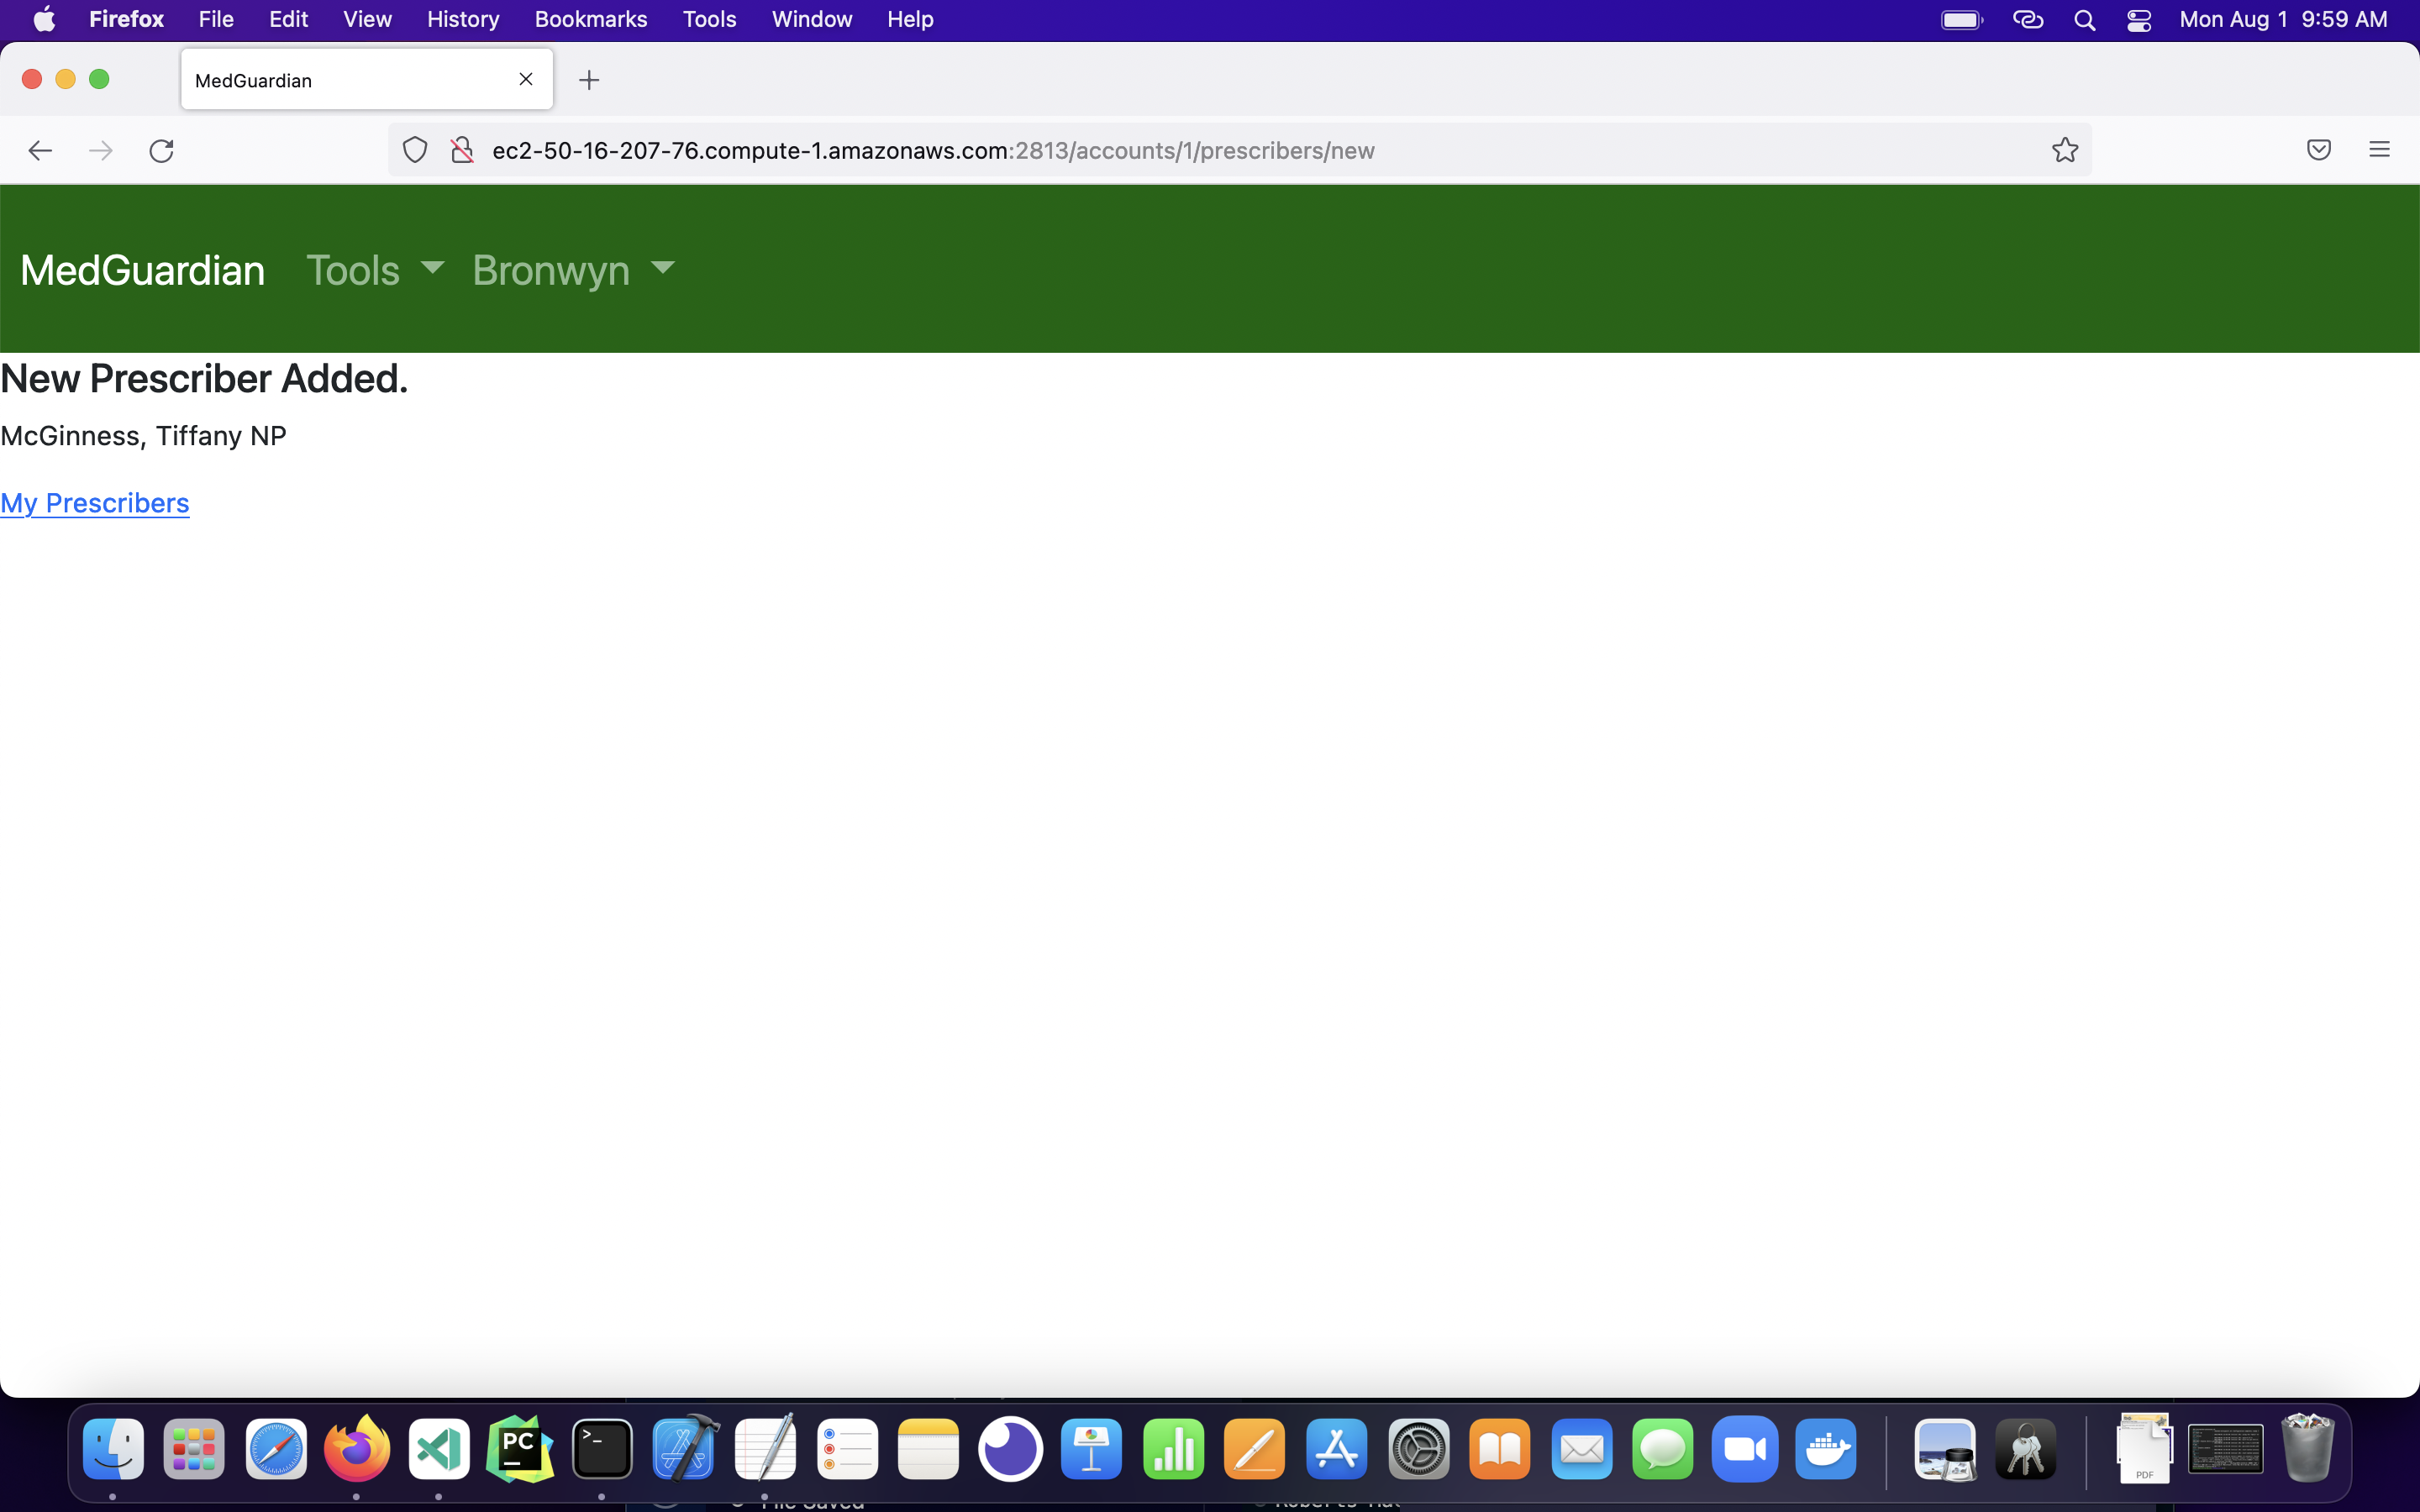 Firefox File Edit View History Bookmarks Tools Window Help Mon Aug 1 9:59 AM
MedGuardian
ec2-50-16-207-76.compute-1.amazonaws.com:2813/accounts/1/prescribers/new
MedGuardian Tools Bronwyn
New Prescriber Added.
McGinness, Tiffany NP
My Prescribers
PC
>_
PDF
File Saved